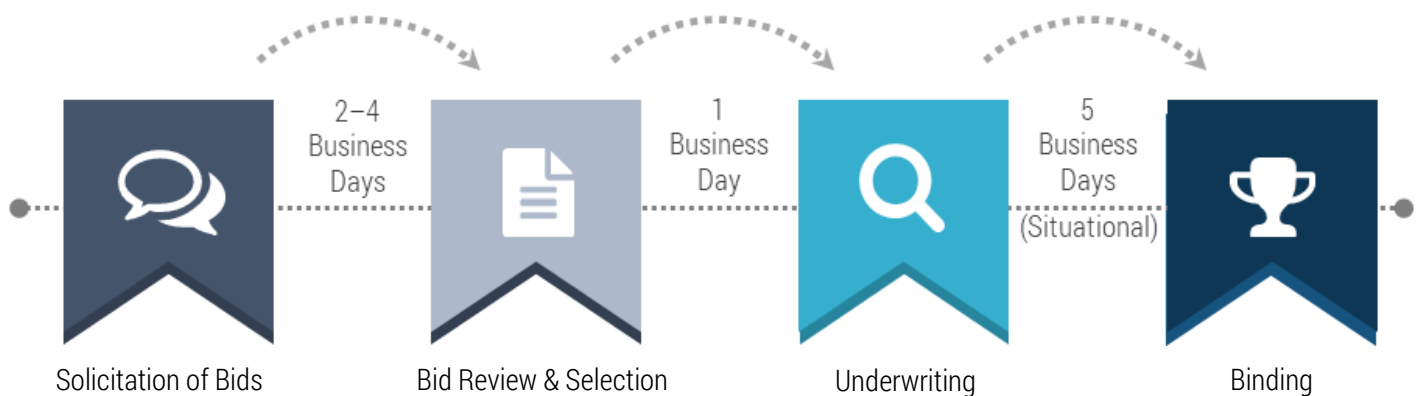 2–4
Business
Days
1
Business
Day
5
Business
Days
(Situational)
Solicitation of Bids
Bid Review & Selection
Underwriting
Binding